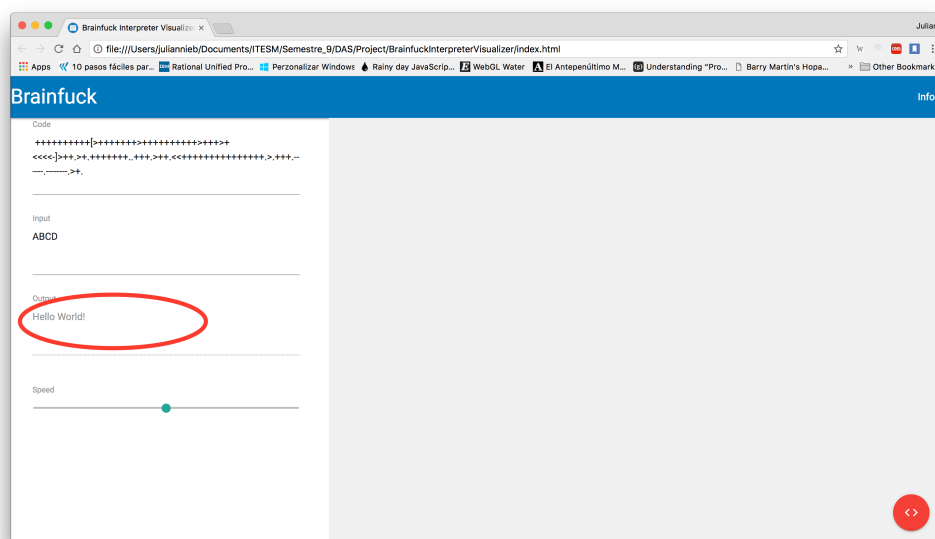 Brainfuck Interpreter Visualize ×
Julian
file:///Users/juliannieb/Documents/ITESM/Semestre_9/DAS/Project/BrainfuckInterpreterVisualizer/index.html
Apps 10 pasos fáciles par... IBM Rational Unified Pro... Perzonalizar Windows Rainy day JavaScrip... WebGL Water A El Antepenúltimo M... {g} Understanding "Pro... Barry Martin's Hopa... » Other Bookmark
Brainfuck
Info
Code
++++++++++[>+++++++>++++++++++>+++>+
<<<<-]>++.>+.+++++++..+++.>++.<<+++++++++++++++.>.+++.--
----.--------.>+.
Input
ABCD
Output
Hello World!
Speed